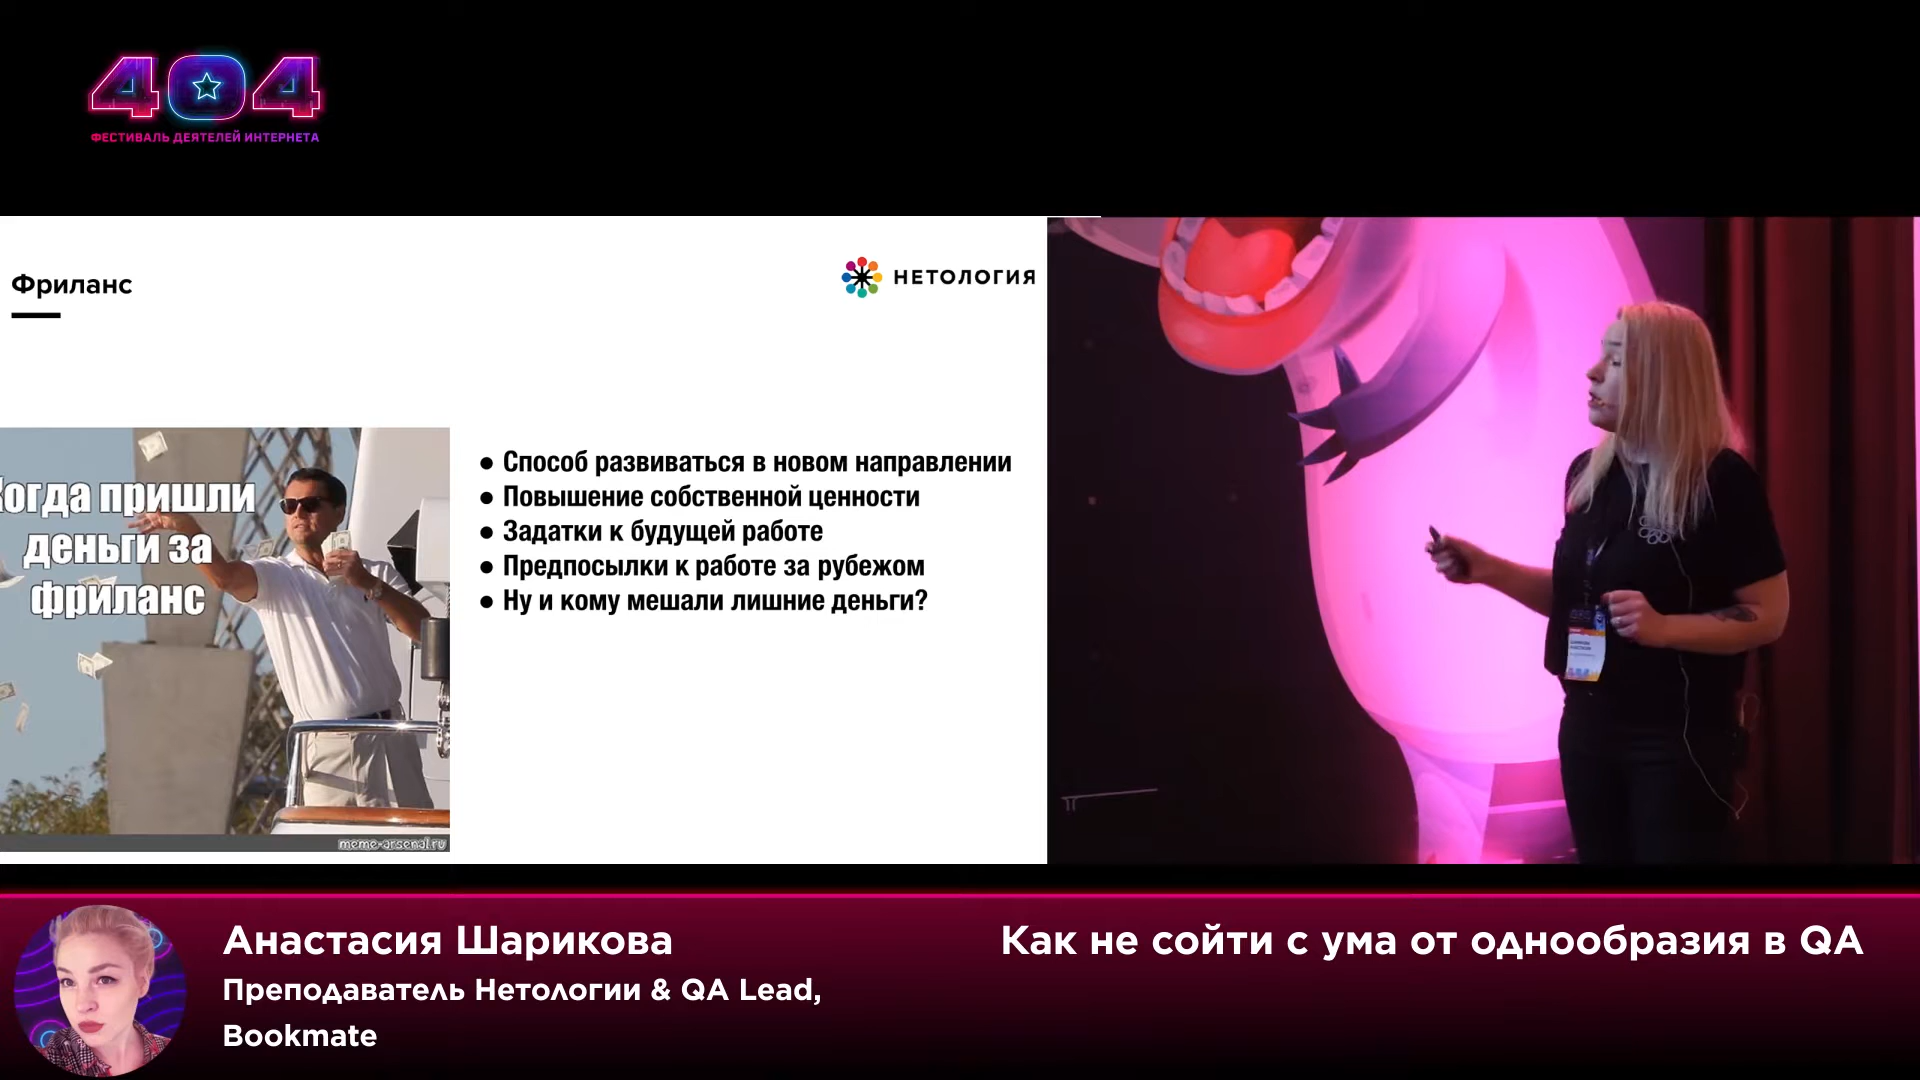 404
ФЕСТИВАЛЬ ДЕЯТЕЛЕЙ ИНТЕРНЕТА
Фриланс
НЕТОЛОГИЯ
Когда пришли
деньги за
фриланс
meme-arsenal.ru
● Способ развиваться в новом направлении
● Повышение собственной ценности
● Задатки к будущей работе
● Предпосылки к работе за рубежом
● Ну и кому мешали лишние деньги?
Анастасия Шарикова
Преподаватель Нетологии & QA Lead,
Bookmate
Как не сойти с ума от однообразия в QA